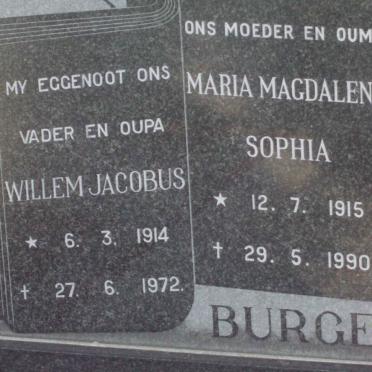 MY EGGENOOT ONS
VADER EN OUPA
WILLEM JACOBUS
★ 6. 3. 1914
† 27. 6. 1972.
ONS MOEDER EN OUM
MARIA MAGDALEN
SOPHIA
★ 12. 7. 1915
† 29. 5. 1990
BURGE